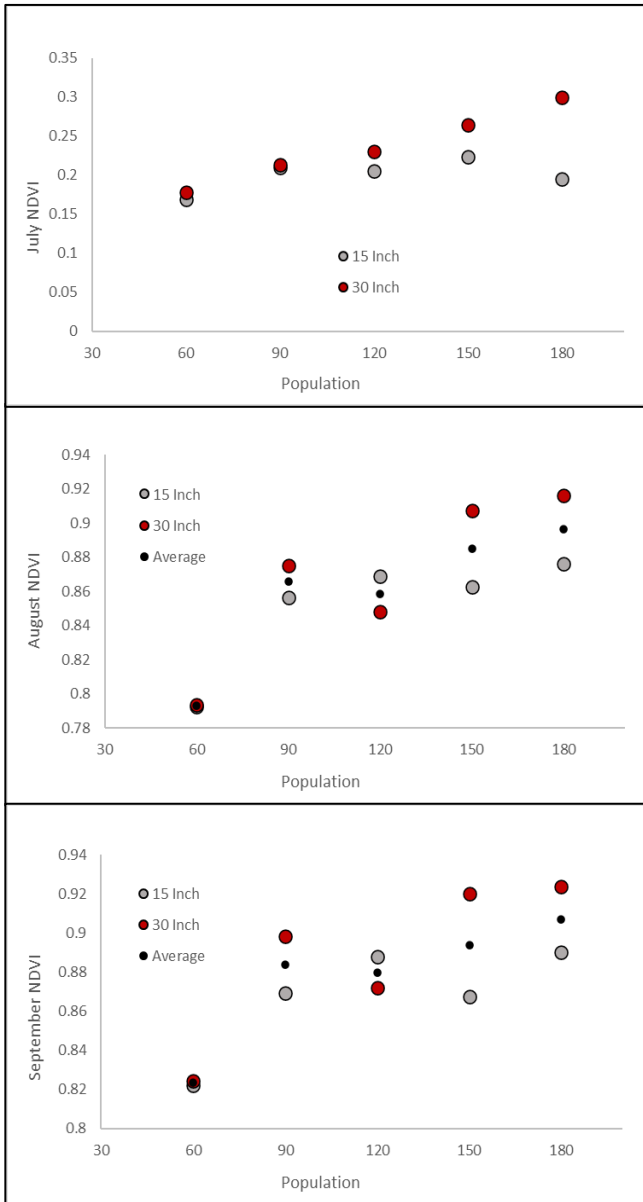 0.35
0.3
0.25
0.2
0.15
0.1
0.05
0
July NDVI
15 Inch
30 Inch
30 60 90 120 150 180
Population
0.94
0.92
0.9
0.88
0.86
0.84
0.82
0.8
0.78
August NDVI
15 Inch
30 Inch
Average
30 60 90 120 150 180
Population
0.94
0.92
0.9
0.88
0.86
0.84
0.82
0.8
September NDVI
15 Inch
30 Inch
Average
30 60 90 120 150 180
Population